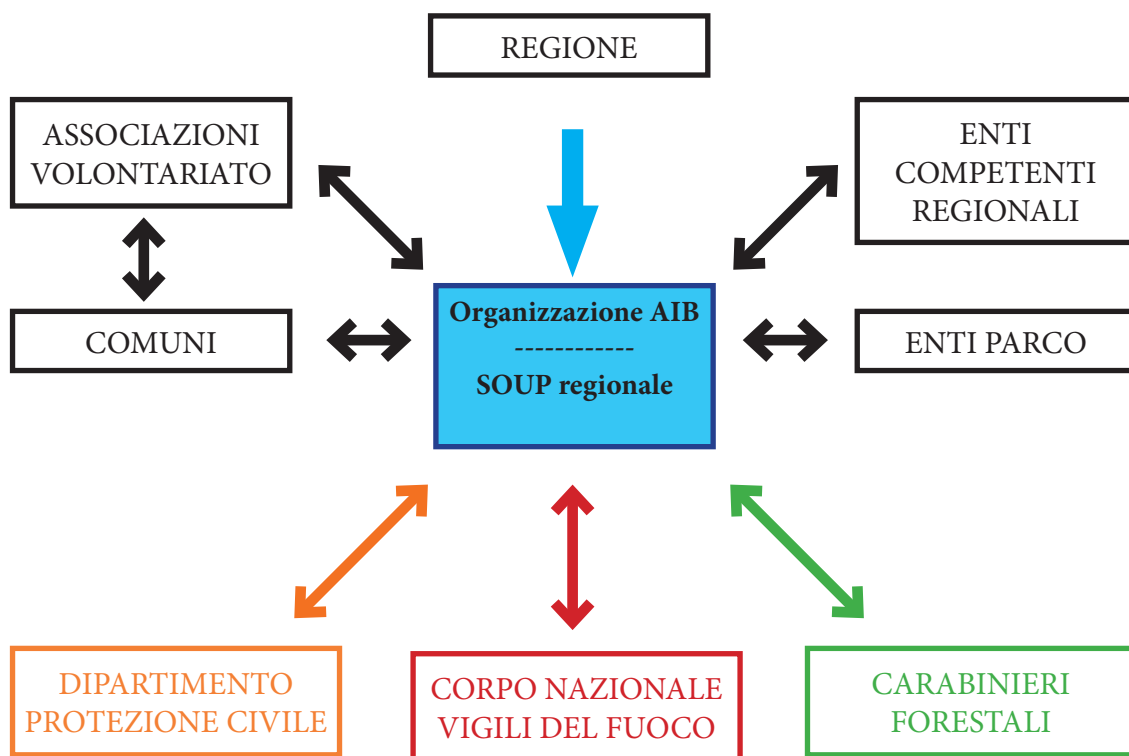 REGIONE
ASSOCIAZIONI
VOLONTARIATO
ENTI
COMPETENTI
REGIONALI
Organizzazione AIB
------------
SOUP regionale
COMUNI
ENTI PARCO
DIPARTIMENTO
PROTEZIONE CIVILE
CORPO NAZIONALE
VIGILI DEL FUOCO
CARABINIERI
FORESTALI